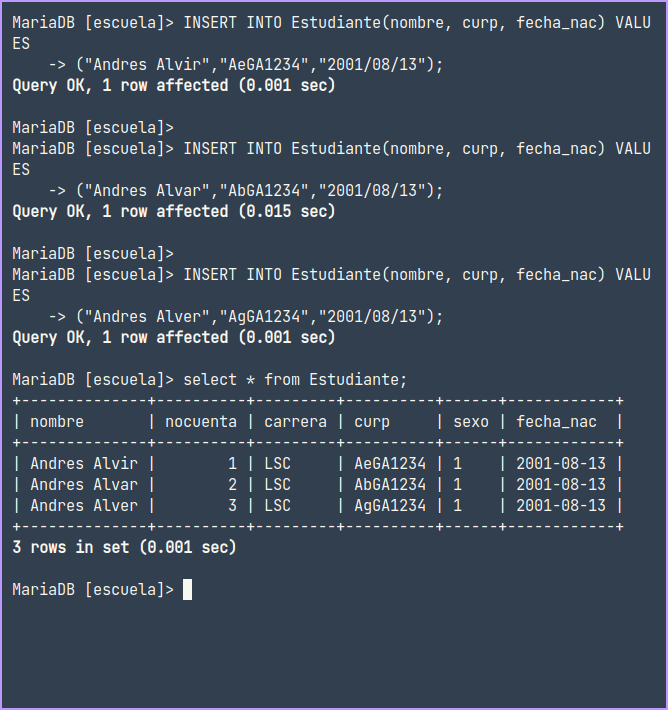 MariaDB [escuela]> INSERT INTO Estudiante(nombre, curp, fecha_nac) VALU
ES
    -> ("Andres Alvir","AeGA1234","2001/08/13");
Query OK, 1 row affected (0.001 sec)

MariaDB [escuela]>
MariaDB [escuela]> INSERT INTO Estudiante(nombre, curp, fecha_nac) VALU
ES
    -> ("Andres Alvar","AbGA1234","2001/08/13");
Query OK, 1 row affected (0.015 sec)

MariaDB [escuela]>
MariaDB [escuela]> INSERT INTO Estudiante(nombre, curp, fecha_nac) VALU
ES
    -> ("Andres Alver","AgGA1234","2001/08/13");
Query OK, 1 row affected (0.001 sec)

MariaDB [escuela]> select * from Estudiante;
+--------------+----------+---------+----------+------+------------+
| nombre       | nocuenta | carrera | curp     | sexo | fecha_nac  |
+--------------+----------+---------+----------+------+------------+
| Andres Alvir |        1 | LSC     | AeGA1234 | 1    | 2001-08-13 |
| Andres Alvar |        2 | LSC     | AbGA1234 | 1    | 2001-08-13 |
| Andres Alver |        3 | LSC     | AgGA1234 | 1    | 2001-08-13 |
+--------------+----------+---------+----------+------+------------+
3 rows in set (0.001 sec)

MariaDB [escuela]>